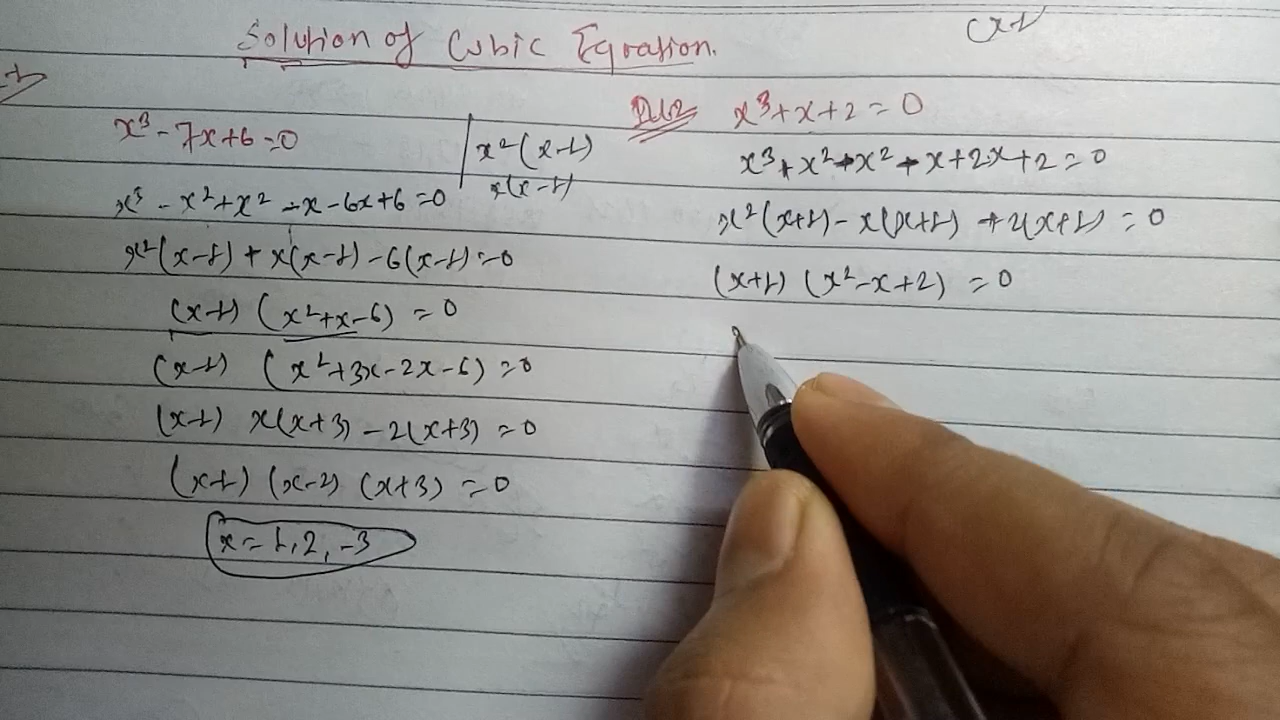 Solution of Cubic Equation.
x³ - 7x + 6 = 0
x²(x-1)
x(x-1)
x³ - x² + x² - x - 6x + 6 = 0
x²(x-1) + x(x-1) - 6(x-1) = 0
(x-1) (x² + x - 6) = 0
(x-1) (x² + 3x - 2x - 6) = 0
(x-1) x(x+3) - 2(x+3) = 0
(x-1) (x-2) (x+3) = 0
x = 1, 2, -3
(x-1
x³ + x + 2 = 0
x³ + x² - x² - x + 2x + 2 = 0
x²(x+1) - x(x+1) + 2(x+1) = 0
(x+1) (x² - x + 2) = 0